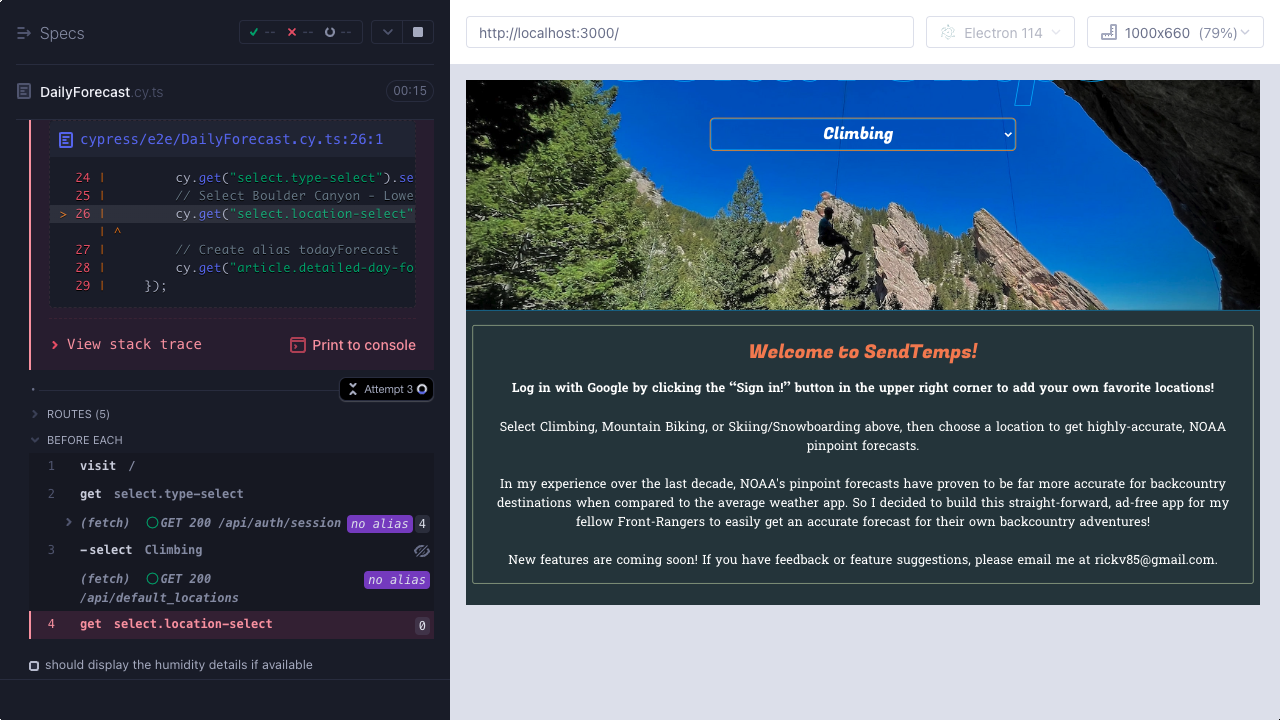 Specs
--
--
--
DailyForecast.cy.ts
00:15
cypress/e2e/DailyForecast.cy.ts:26:1
24 | cy.get("select.type-select").se
25 | // Select Boulder Canyon - Lowe
> 26 | cy.get("select.location-select"
| ^
27 | // Create alias todayForecast
28 | cy.get("article.detailed-day-fo
29 | });
View stack trace
Print to console
Attempt 3
ROUTES (5)
BEFORE EACH
1 visit /
2 get select.type-select
(fetch) GET 200 /api/auth/session no alias 4
3 -select Climbing
(fetch) GET 200 no alias
/api/default_locations
4 get select.location-select 0
should display the humidity details if available
http://localhost:3000/
Electron 114
1000x660 (79%)
Climbing
Welcome to SendTemps!
Log in with Google by clicking the “Sign in!” button in the upper right corner to add your own favorite locations!
Select Climbing, Mountain Biking, or Skiing/Snowboarding above, then choose a location to get highly-accurate, NOAA
pinpoint forecasts.
In my experience over the last decade, NOAA's pinpoint forecasts have proven to be far more accurate for backcountry
destinations when compared to the average weather app. So I decided to build this straight-forward, ad-free app for my
fellow Front-Rangers to easily get an accurate forecast for their own backcountry adventures!
New features are coming soon! If you have feedback or feature suggestions, please email me at rickv85@gmail.com.